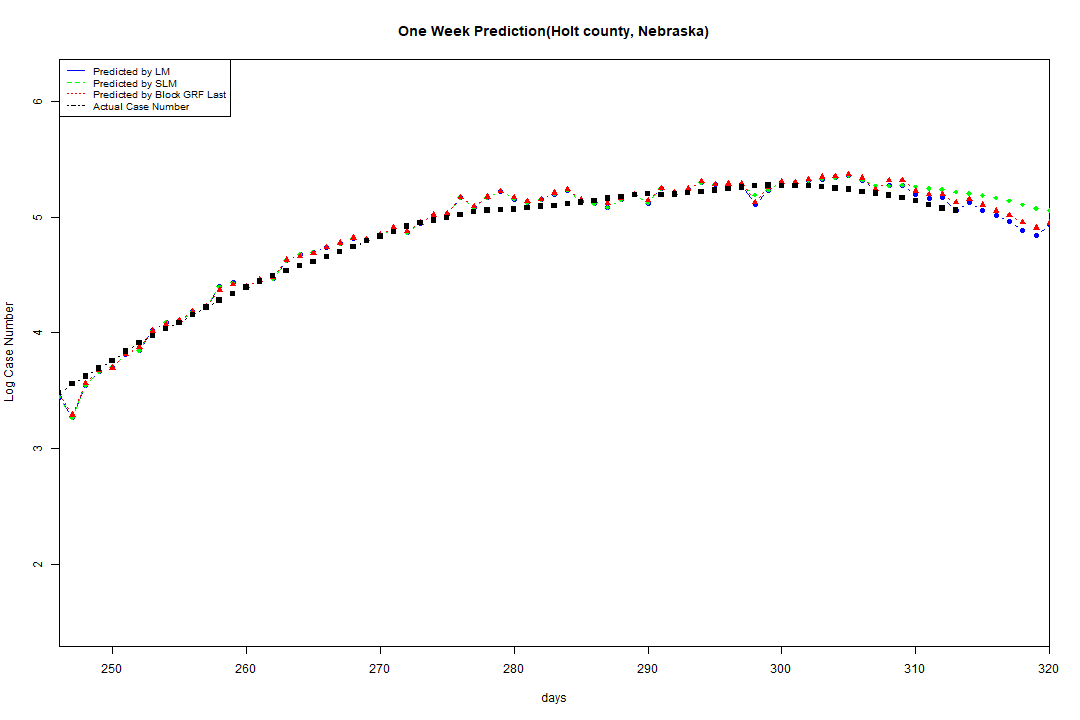 One Week Prediction(Holt county, Nebraska)
Predicted by LM
Predicted by SLM
Predicted by Block GRF Last
Actual Case Number
6
5
4
3
2
Log Case Number
250 260 270 280 290 300 310 320
days